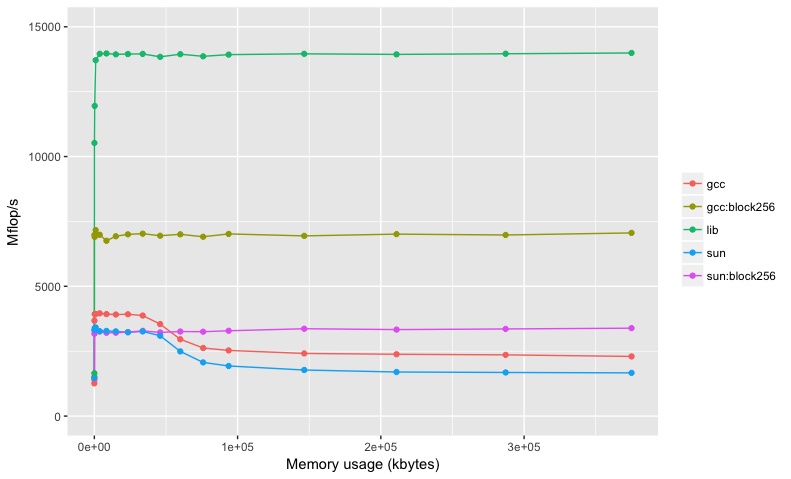 15000
10000
5000
0
Mflop/s
0e+00 1e+05 2e+05 3e+05
Memory usage (kbytes)
gcc
gcc:block256
lib
sun
sun:block256